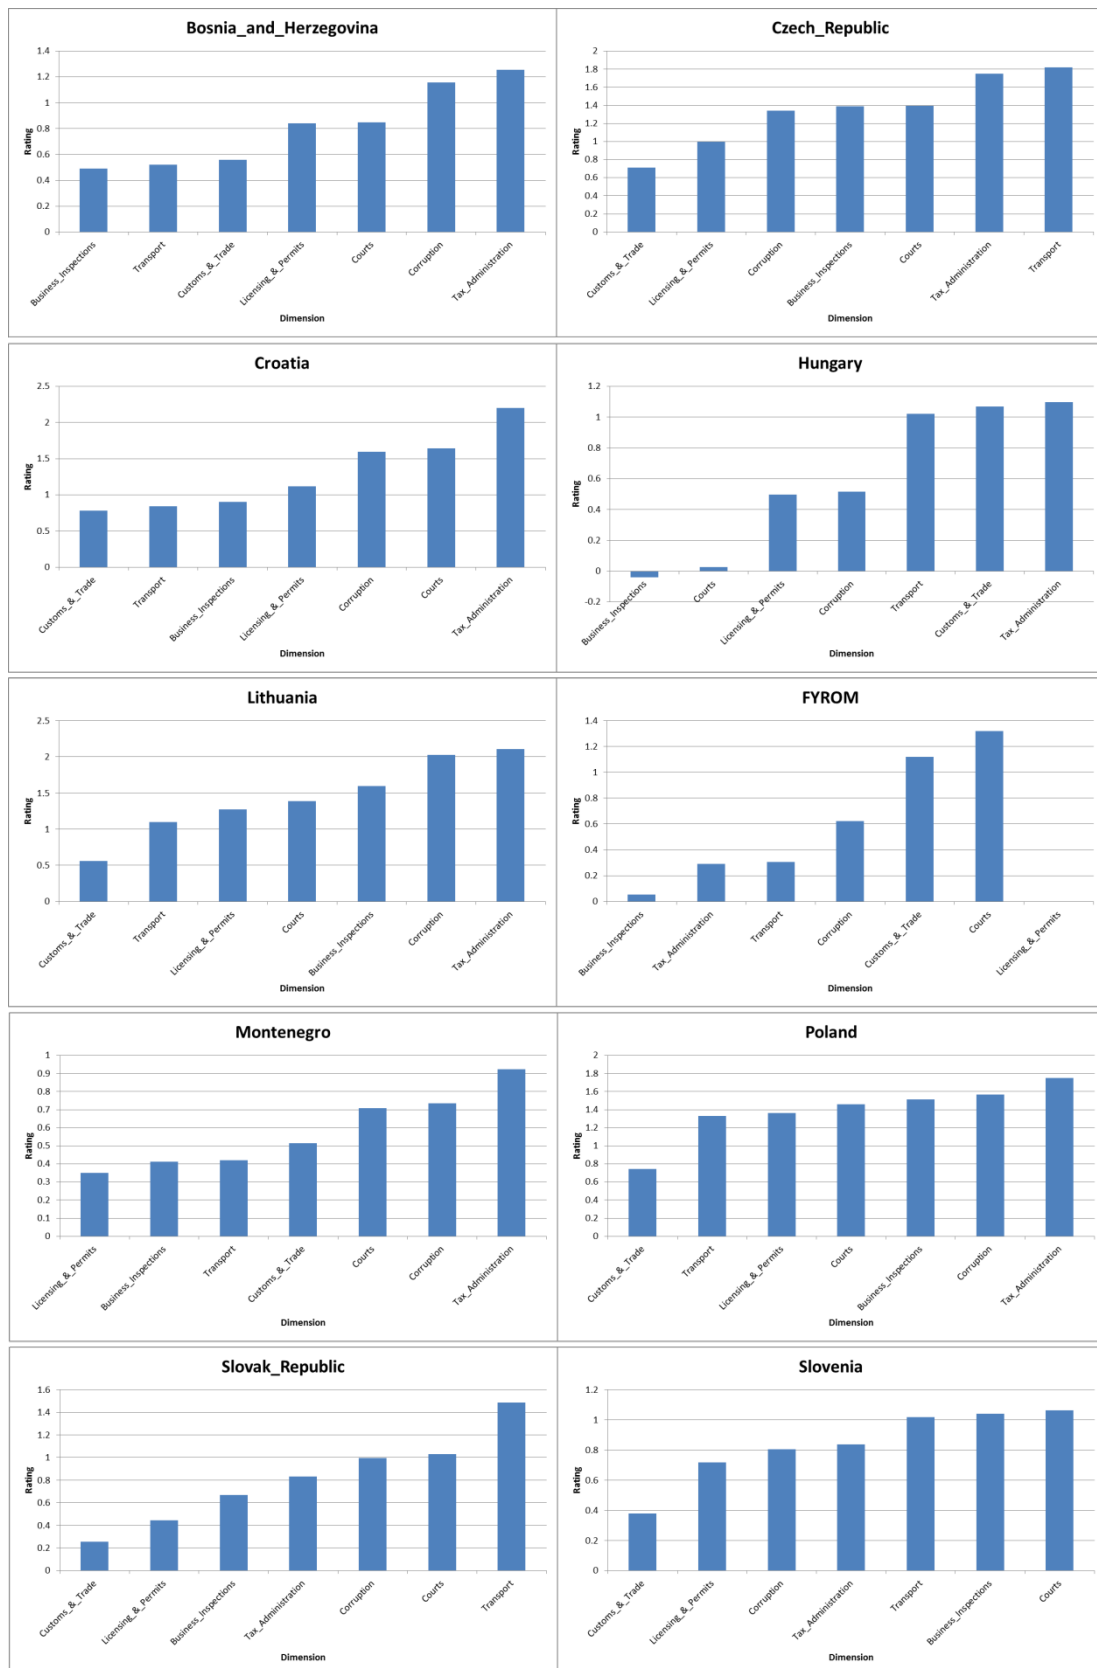 Bosnia_and_Herzegovina
1.4
1.2
1
0.8
0.6
0.4
0.2
0
Rating
Business_Inspections
Transport
Customs_&_Trade
Licensing_&_Permits
Courts
Corruption
Tax_Administration
Dimension
Czech_Republic
2
1.8
1.6
1.4
1.2
1
0.8
0.6
0.4
0.2
0
Rating
Customs_&_Trade
Licensing_&_Permits
Corruption
Business_Inspections
Courts
Tax_Administration
Transport
Dimension
Croatia
2.5
2
1.5
1
0.5
0
Rating
Customs_&_Trade
Transport
Business_Inspections
Licensing_&_Permits
Corruption
Courts
Tax_Administration
Dimension
Hungary
1.2
1
0.8
0.6
0.4
0.2
0
-0.2
Rating
Business_Inspections
Courts
Licensing_&_Permits
Corruption
Transport
Customs_&_Trade
Tax_Administration
Dimension
Lithuania
2.5
2
1.5
1
0.5
0
Rating
Customs_&_Trade
Transport
Licensing_&_Permits
Courts
Business_Inspections
Corruption
Tax_Administration
Dimension
FYROM
1.4
1.2
1
0.8
0.6
0.4
0.2
0
Rating
Business_Inspections
Tax_Administration
Transport
Corruption
Customs_&_Trade
Courts
Licensing_&_Permits
Dimension
Montenegro
1
0.9
0.8
0.7
0.6
0.5
0.4
0.3
0.2
0.1
0
Rating
Licensing_&_Permits
Business_Inspections
Transport
Customs_&_Trade
Courts
Corruption
Tax_Administration
Dimension
Poland
2
1.8
1.6
1.4
1.2
1
0.8
0.6
0.4
0.2
0
Rating
Customs_&_Trade
Transport
Licensing_&_Permits
Courts
Business_Inspections
Corruption
Tax_Administration
Dimension
Slovak_Republic
1.6
1.4
1.2
1
0.8
0.6
0.4
0.2
0
Rating
Customs_&_Trade
Licensing_&_Permits
Business_Inspections
Tax_Administration
Corruption
Courts
Transport
Dimension
Slovenia
1.2
1
0.8
0.6
0.4
0.2
0
Rating
Customs_&_Trade
Licensing_&_Permits
Corruption
Tax_Administration
Transport
Business_Inspections
Courts
Dimension